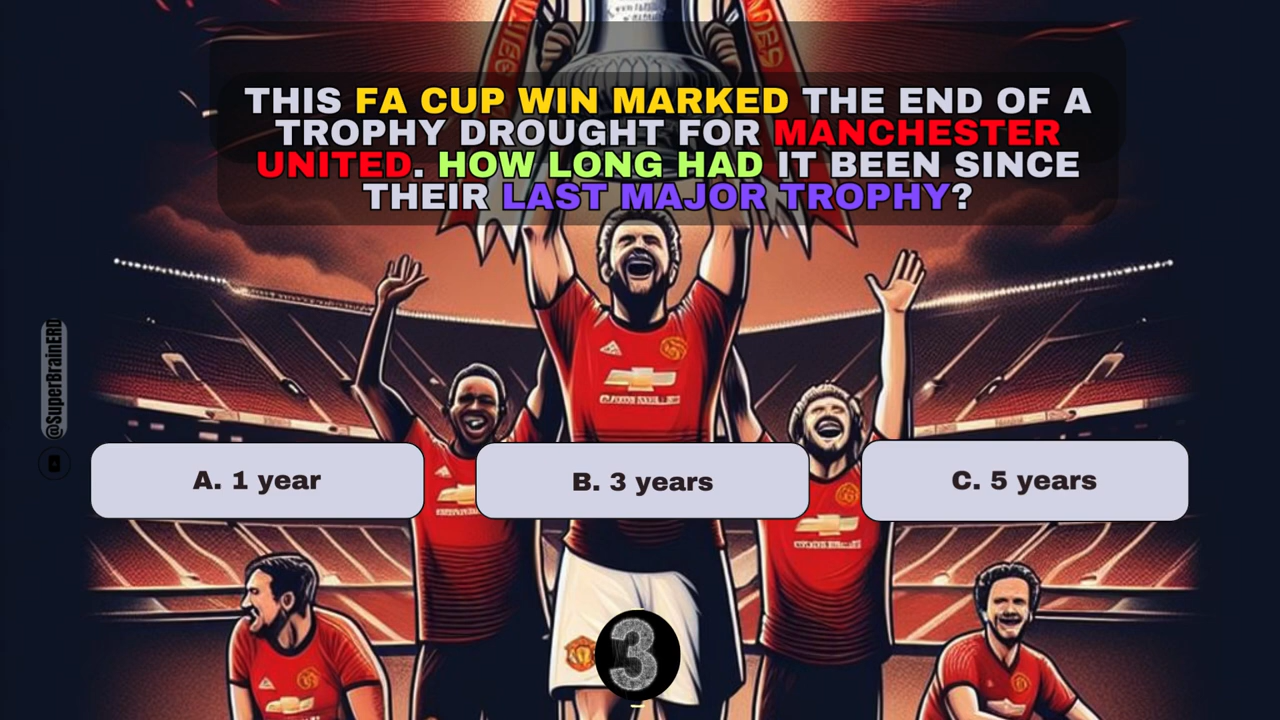 THIS FA CUP WIN MARKED THE END OF A
TROPHY DROUGHT FOR MANCHESTER
UNITED. HOW LONG HAD IT BEEN SINCE
THEIR LAST MAJOR TROPHY?
@SuperBrainERD
A. 1 year
B. 3 years
C. 5 years
3